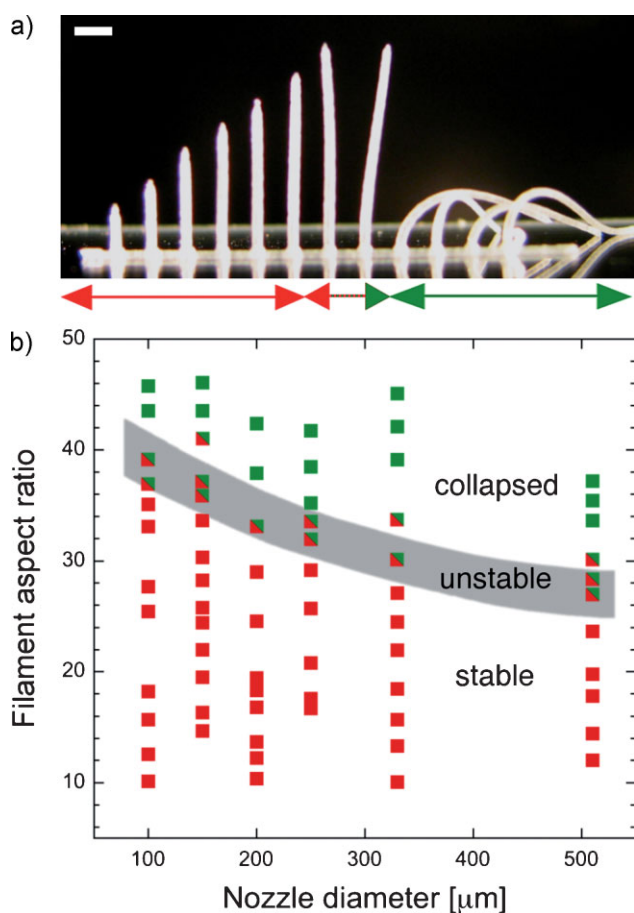 a)
b)
50
40
30
20
10
Filament aspect ratio
collapsed
unstable
stable
100
200
300
400
500
Nozzle diameter [μm]